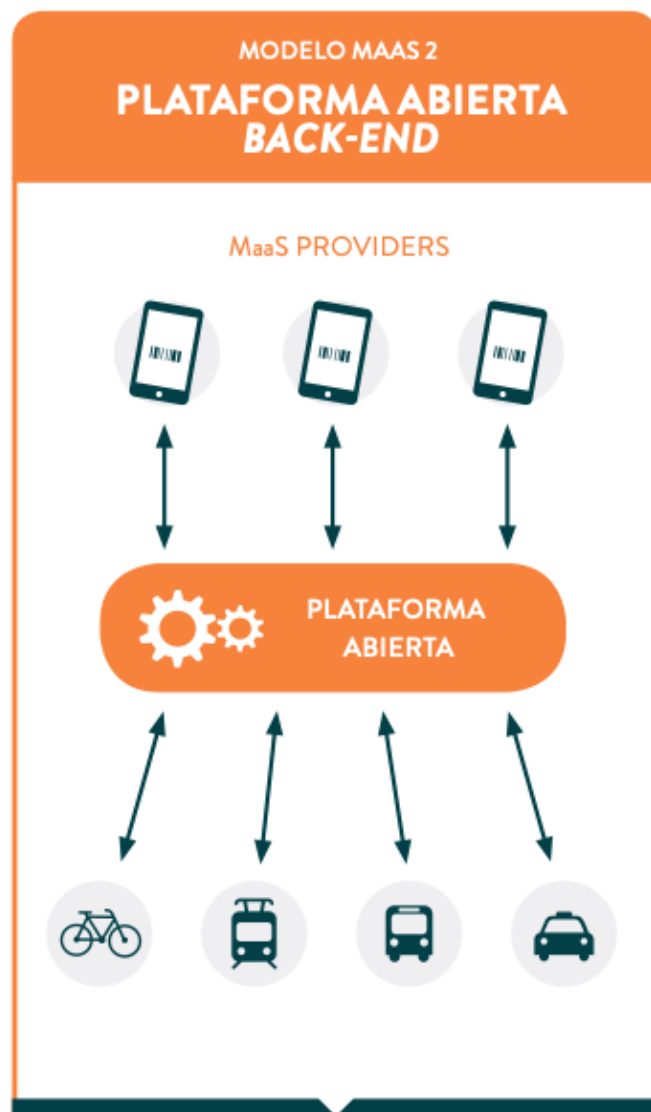 MODELO MAAS 2
PLATAFORMA ABIERTA
BACK-END
MaaS PROVIDERS
PLATAFORMA
ABIERTA